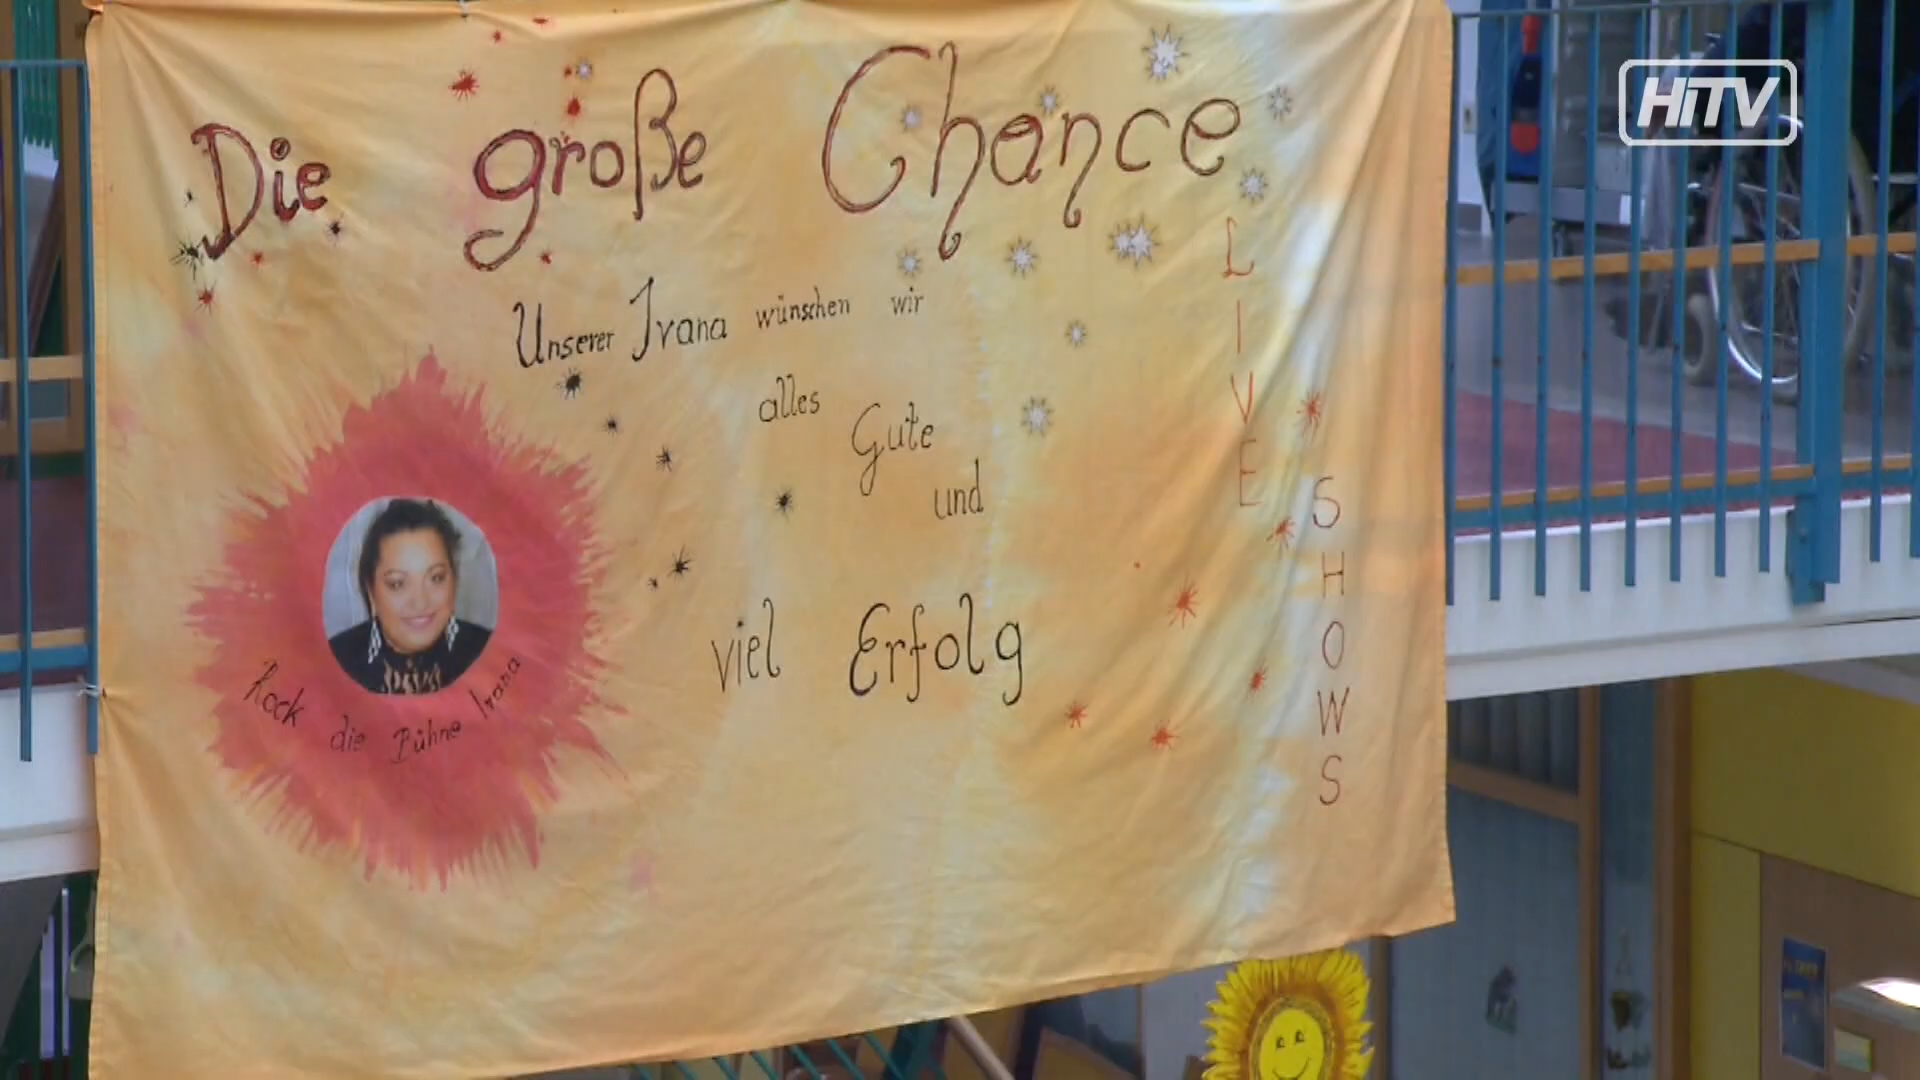 HiTV
Die große Chance
LIVE
SHOWS
Unserer Ivana wünschen wir
alles
Gute
und
viel Erfolg
Rock die Bühne Ivana